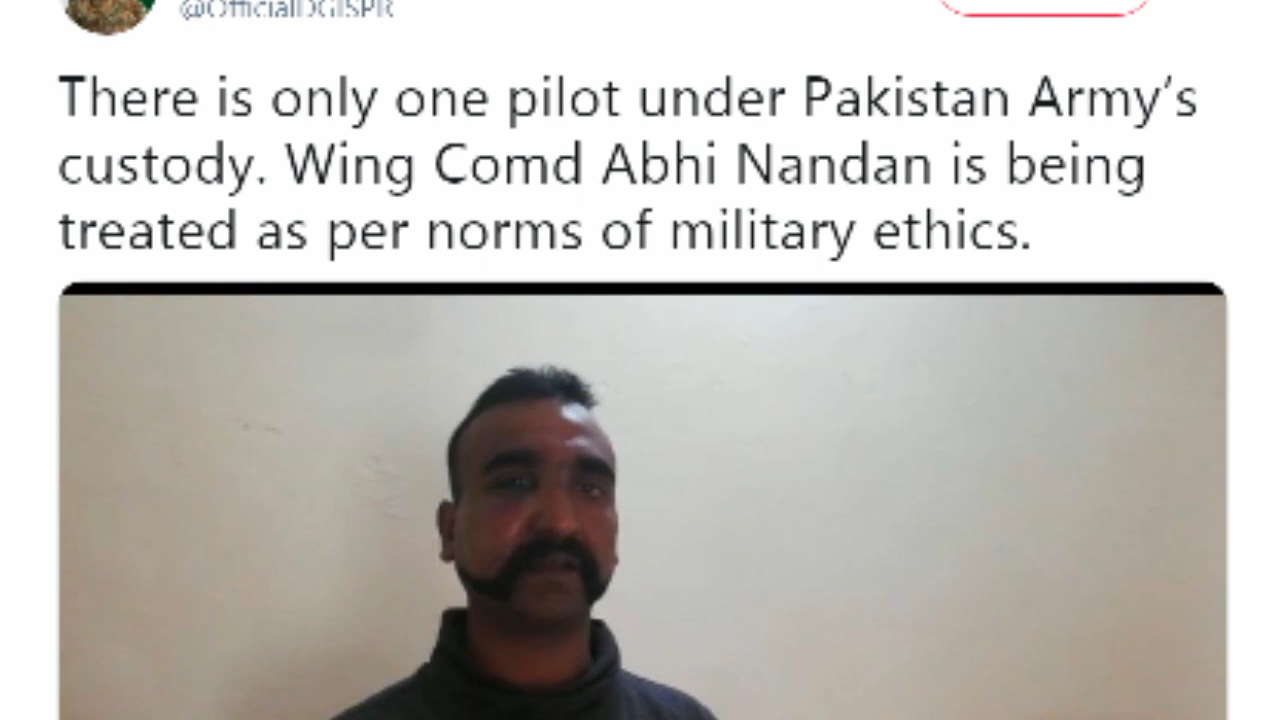 @OfficialDGISPR
There is only one pilot under Pakistan Army’s
custody. Wing Comd Abhi Nandan is being
treated as per norms of military ethics.